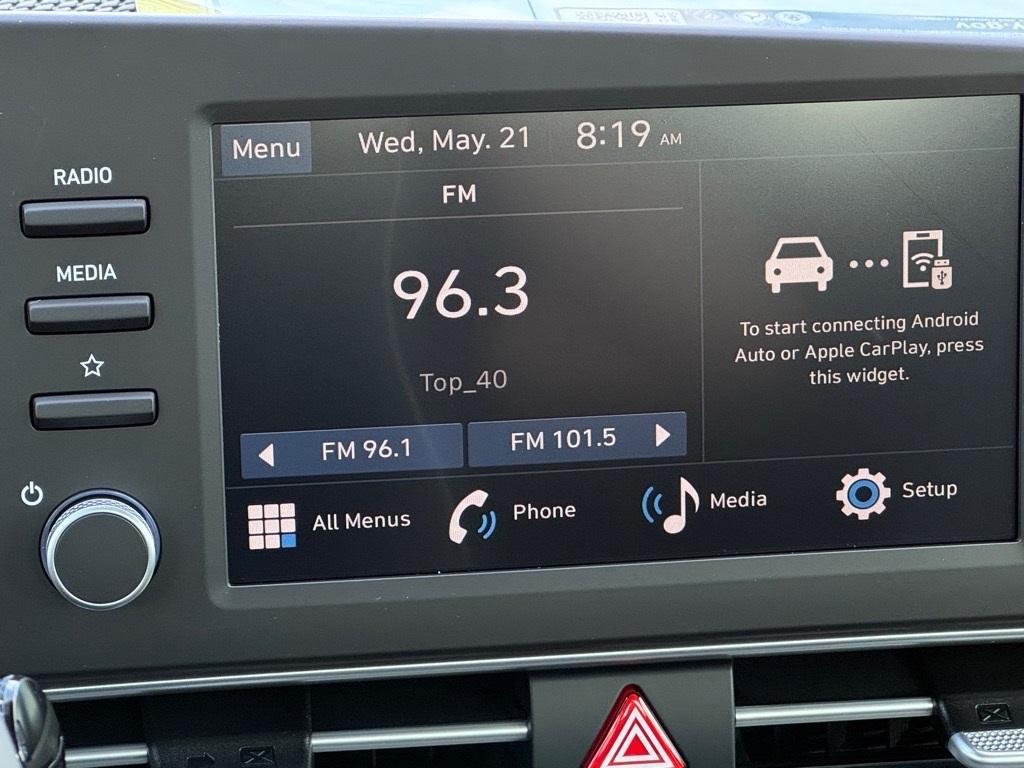 Menu
Wed, May. 21
8:19 AM
RADIO
FM
MEDIA
96.3
To start connecting Android
Auto or Apple CarPlay, press
this widget.
Top_40
FM 96.1
FM 101.5
All Menus
Phone
Media
Setup